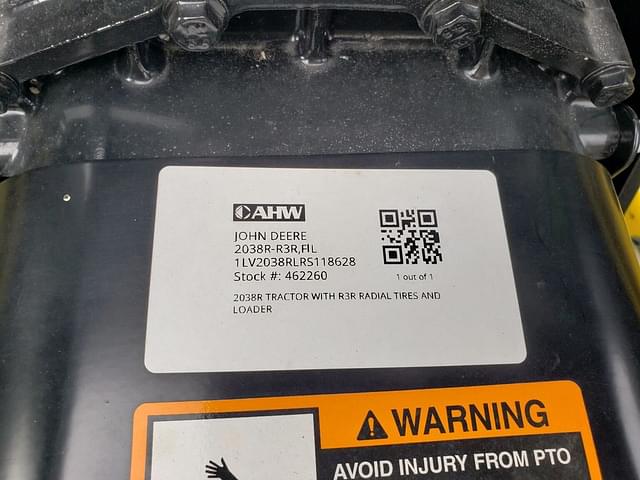 AHW
JOHN DEERE
2038R-R3R,FIL
1LV2038RLRS118628
Stock #: 462260
1 out of 1
2038R TRACTOR WITH R3R RADIAL TIRES AND
LOADER
WARNING
AVOID INJURY FROM PTO